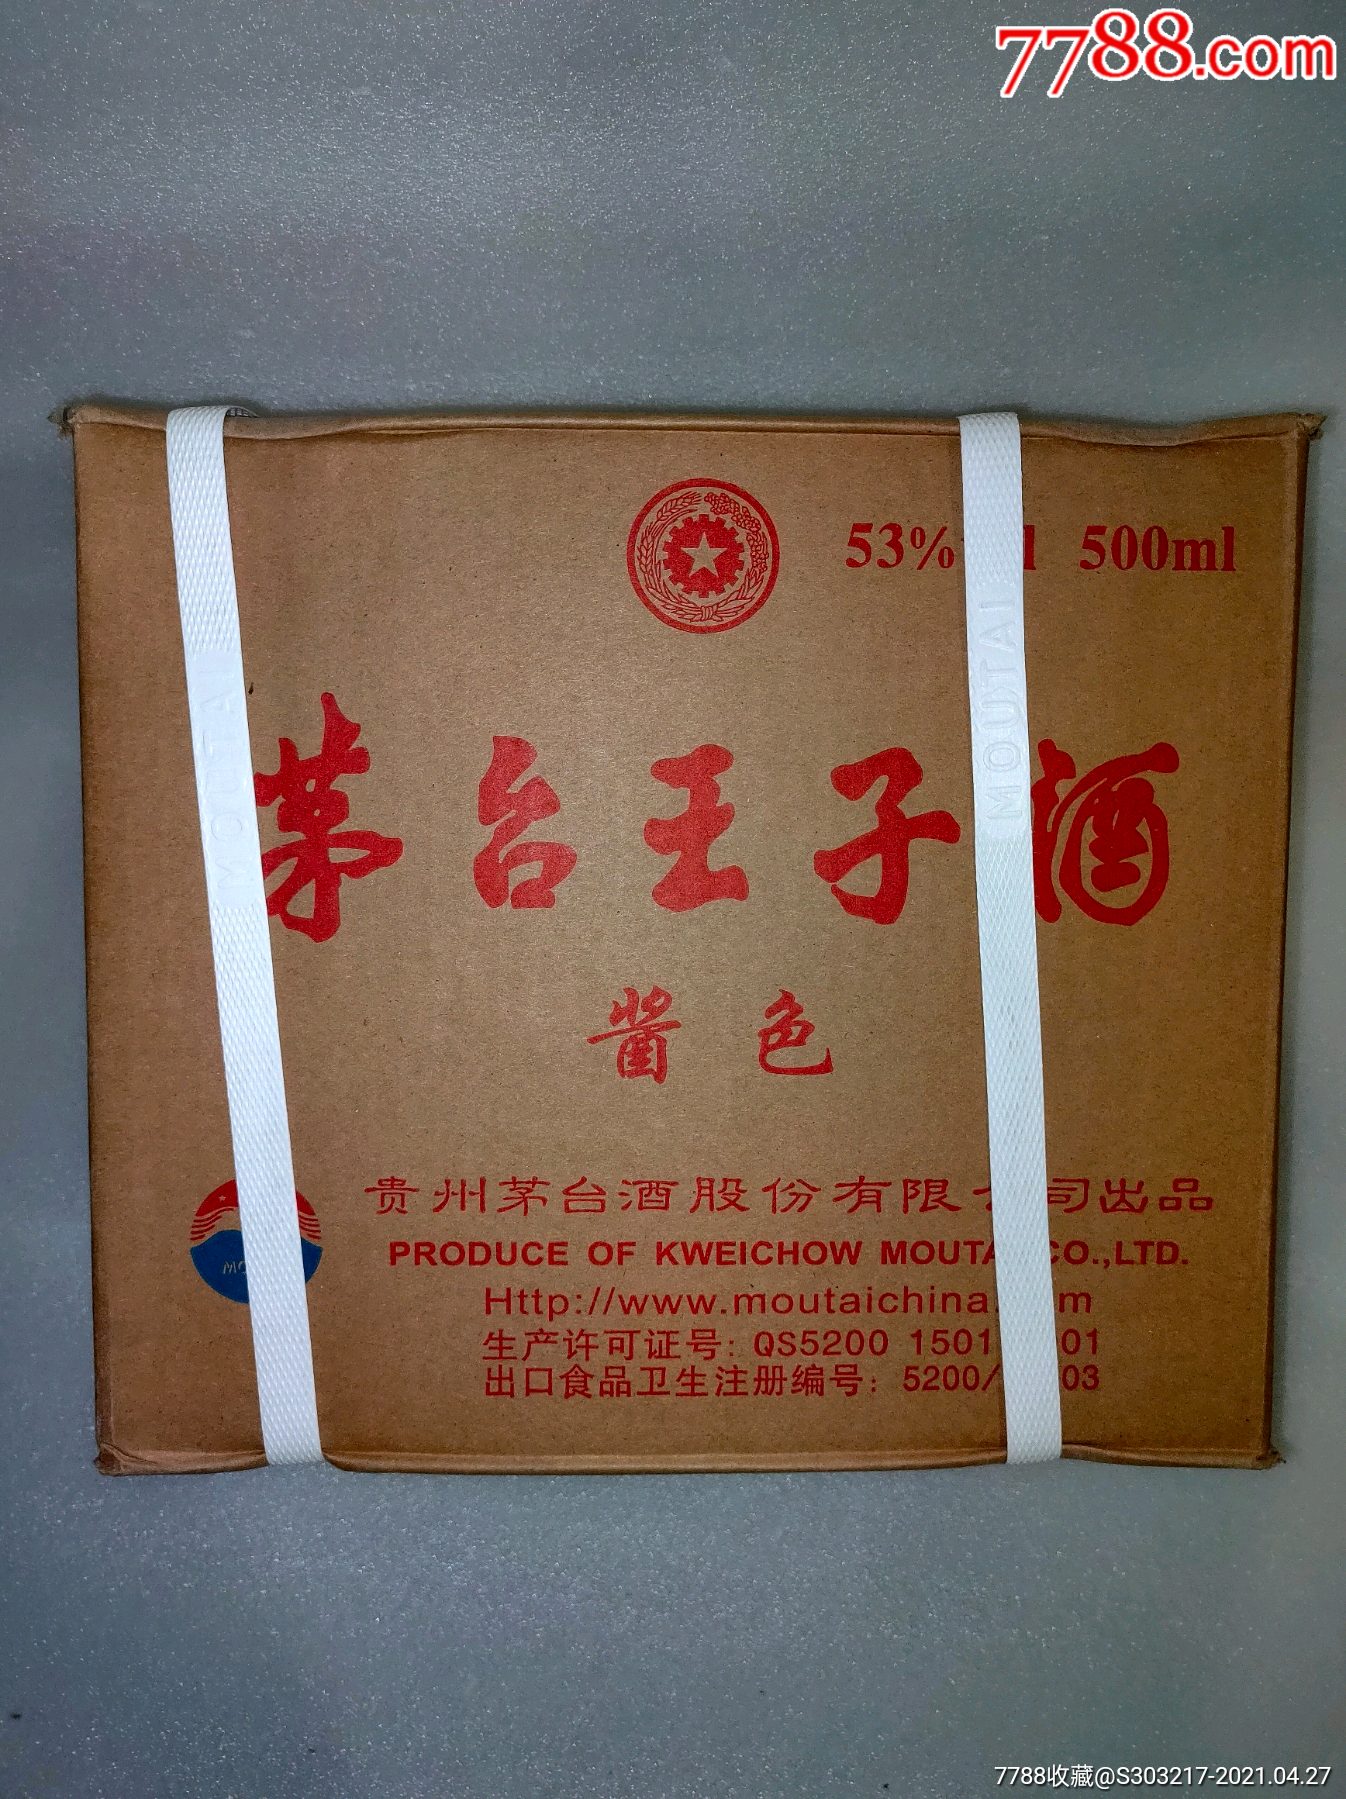 7788.com
53% 500ml
MOUTAI
MOUTAI
茅台王子酒
酱色
贵州茅台酒股份有限公司出品
PRODUCE OF KWEICHOW MOUTAI CO.,LTD.
Http://www.moutaichina.com
生产许可证号：QS5200 1501 01
出口食品卫生注册编号：5200/ 03
7788收藏@S303217-2021.04.27